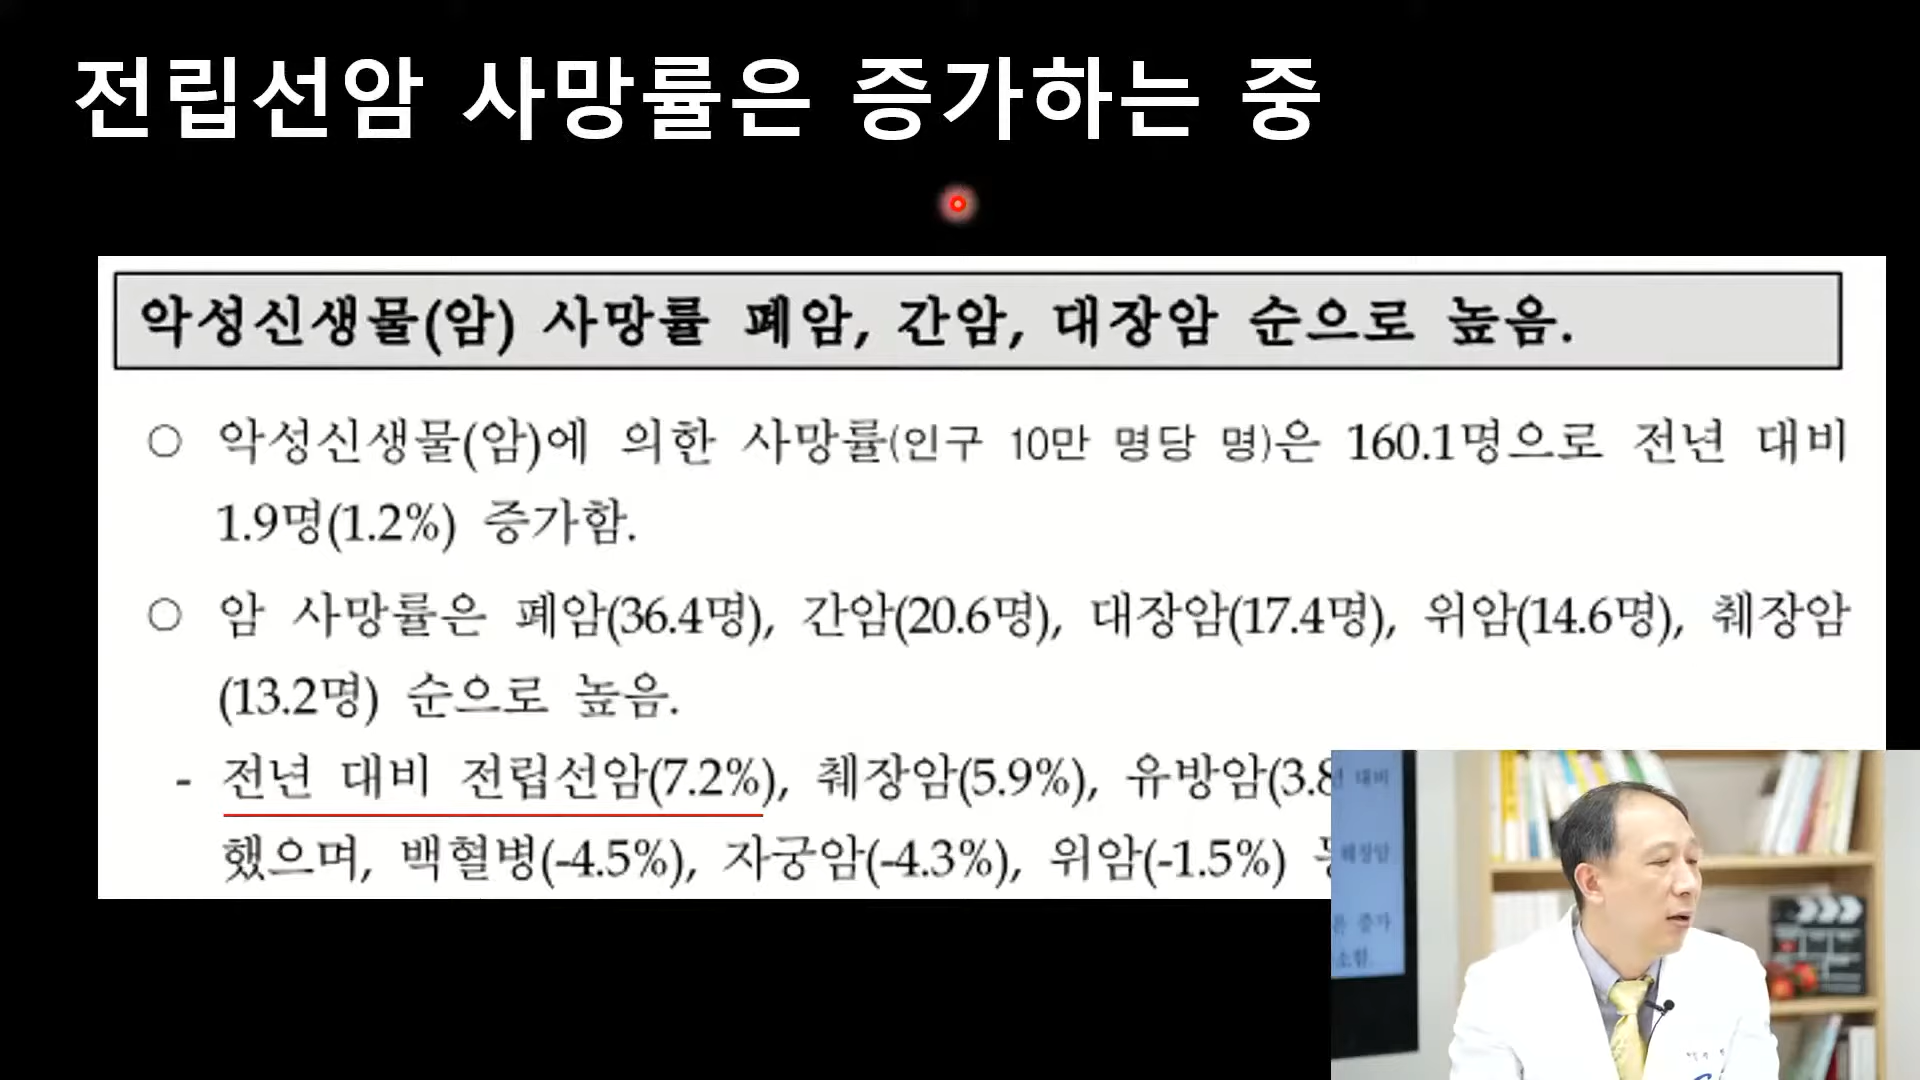 전립선암 사망률은 증가하는 중
악성신생물(암) 사망률 폐암, 간암, 대장암 순으로 높음.
○ 악성신생물(암)에 의한 사망률(인구 10만 명당 명)은 160.1명으로 전년 대비
1.9명(1.2%) 증가함.
○ 암 사망률은 폐암(36.4명), 간암(20.6명), 대장암(17.4명), 위암(14.6명), 췌장암
(13.2명) 순으로 높음.
- 전년 대비 전립선암(7.2%), 췌장암(5.9%), 유방암(3.8
했으며, 백혈병(-4.5%), 자궁암(-4.3%), 위암(-1.5%)
대비
췌장암
증가